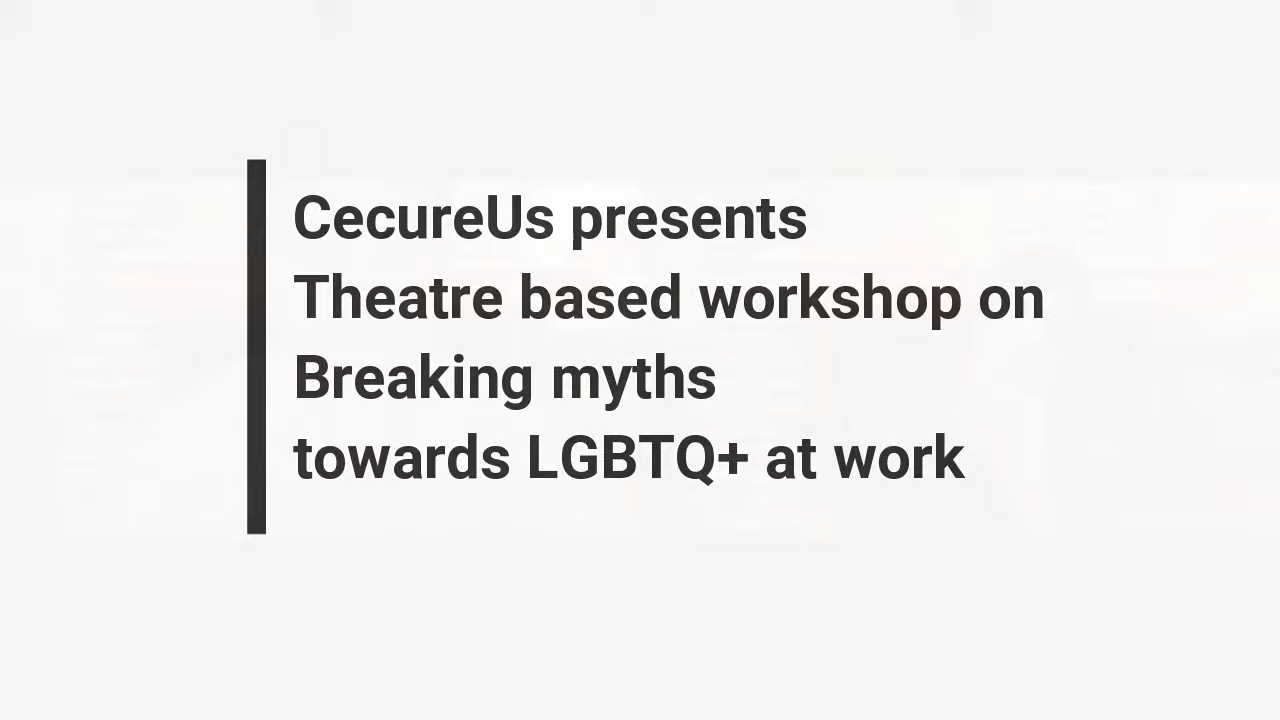 CecureUs presents
Theatre based workshop on
Breaking myths
towards LGBTQ+ at work